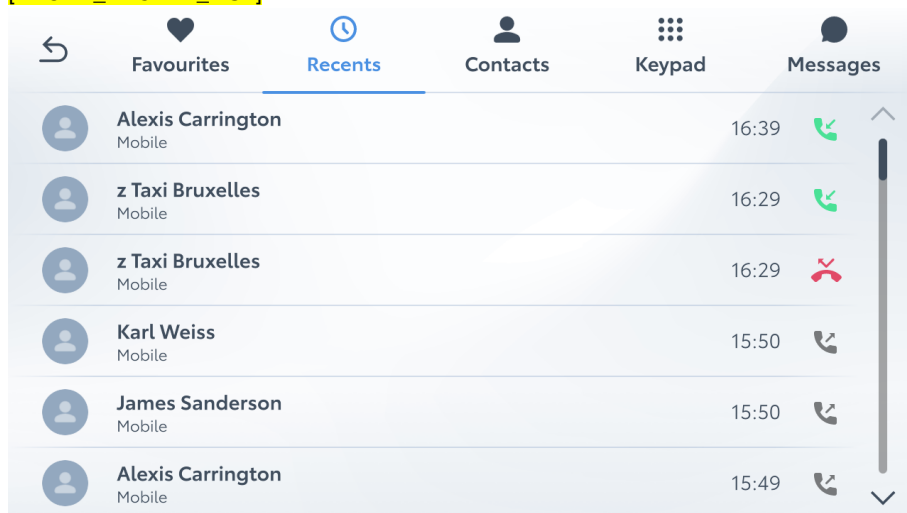 Favourites
Recents
Contacts
Keypad
Messages
Alexis Carrington
Mobile
16:39
z Taxi Bruxelles
Mobile
16:29
z Taxi Bruxelles
Mobile
16:29
Karl Weiss
Mobile
15:50
James Sanderson
Mobile
15:50
Alexis Carrington
Mobile
15:49